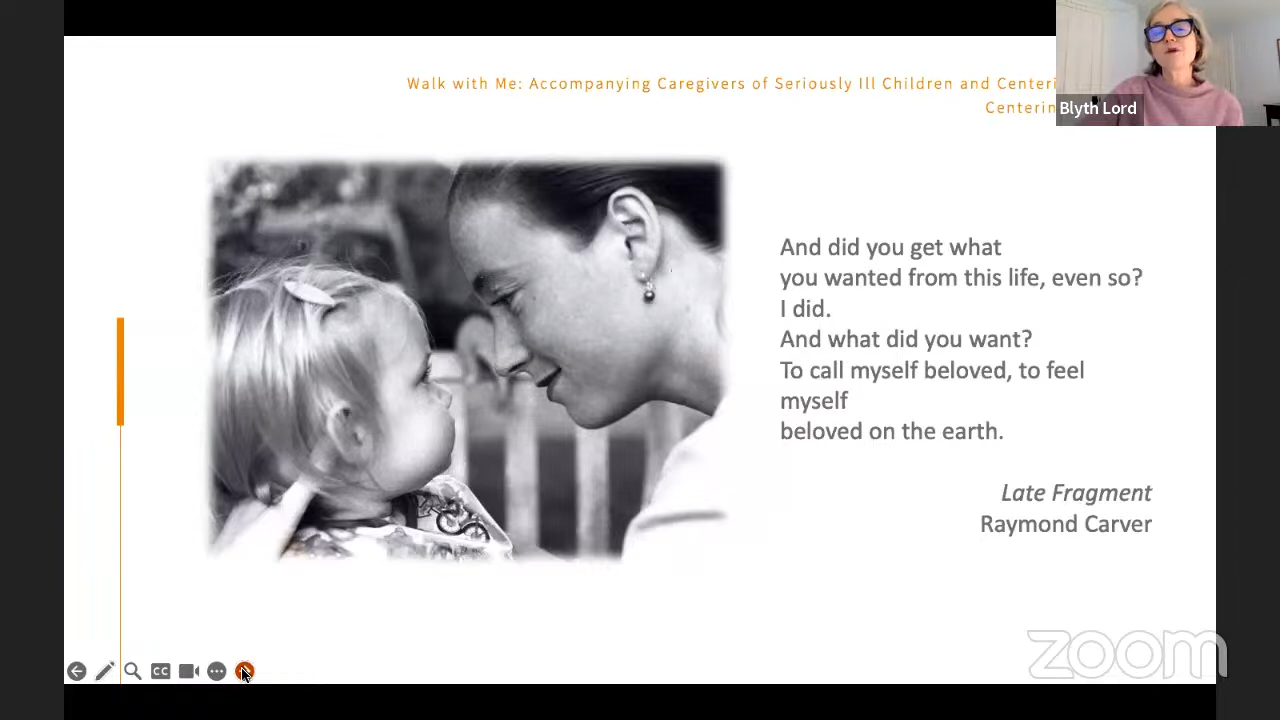 Walk with Me: Accompanying Caregivers of Seriously Ill Children and
Blyth Lord
And did you get what
you wanted from this life, even so?
I did.
And what did you want?
To call myself beloved, to feel
myself
beloved on the earth.
Late Fragment
Raymond Carver
CC
zoom